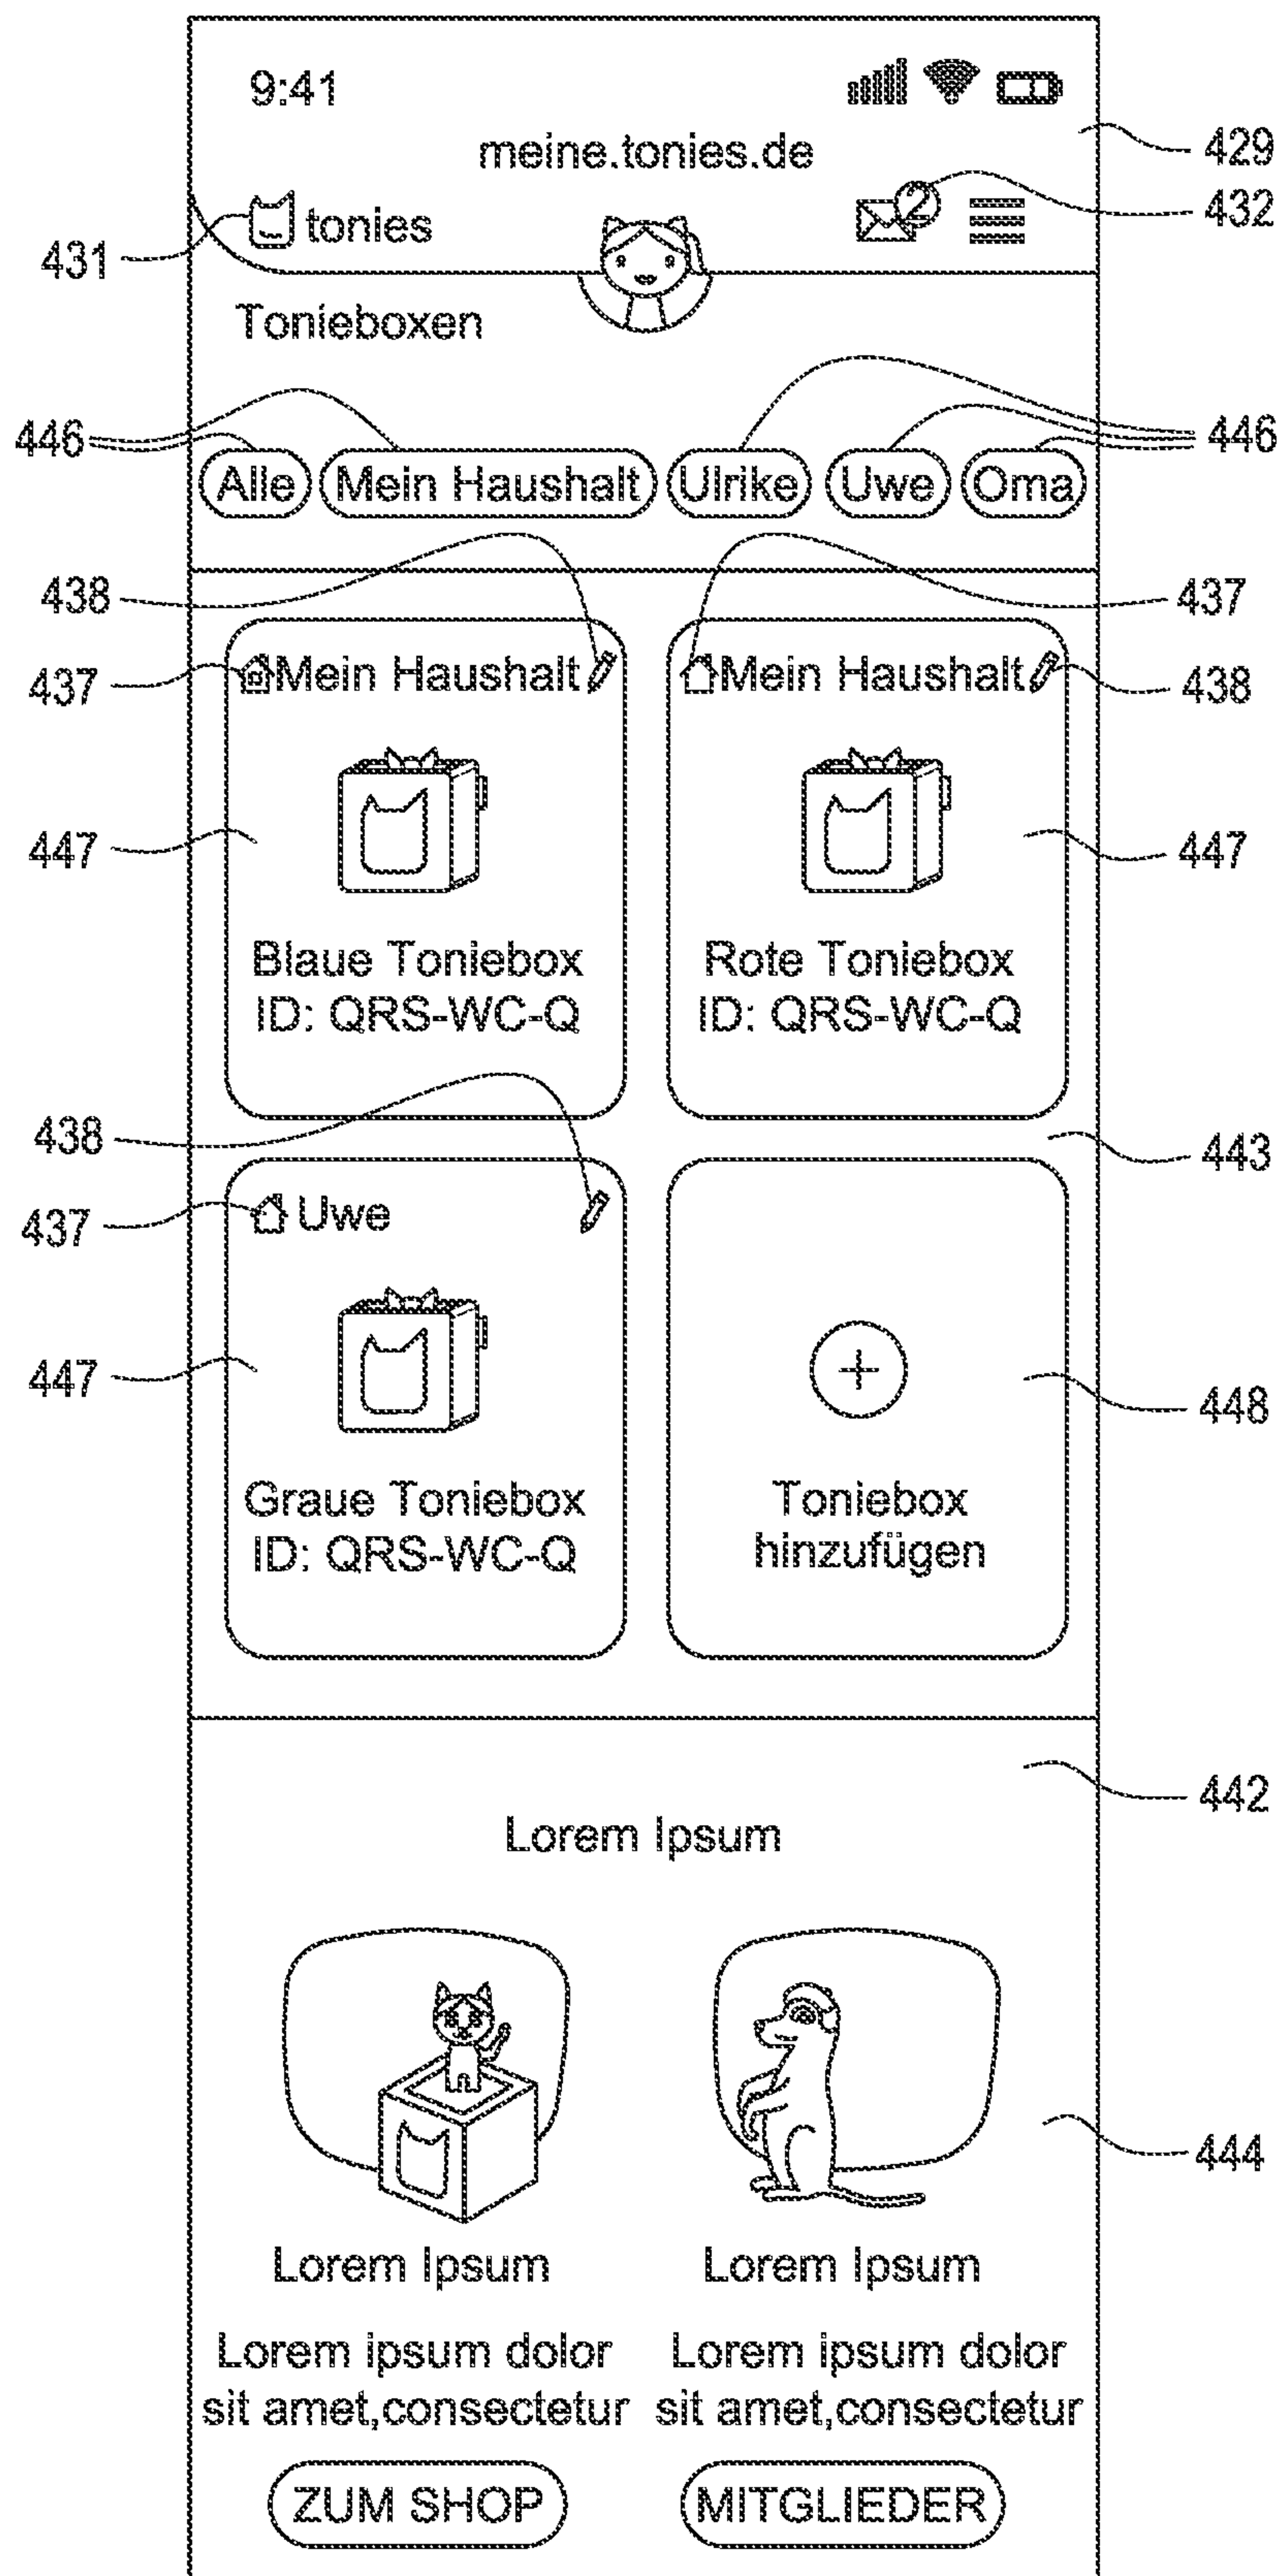 9:41
meine.tonies.de
429
2
432
tonies
431
Tonieboxen
446
446
Alle Mein Haushalt Ulrike Uwe Oma
438
437
437
Mein Haushalt
Mein Haushalt
438
447
447
Blaue Toniebox
ID: QRS-WC-Q
Rote Toniebox
ID: QRS-WC-Q
438
443
437
Uwe
447
448
Graue Toniebox
ID: QRS-WC-Q
Toniebox
hinzufügen
442
Lorem Ipsum
444
Lorem Ipsum
Lorem ipsum dolor
sit amet,consectetur
ZUM SHOP
Lorem Ipsum
Lorem ipsum dolor
sit amet,consectetur
MITGLIEDER